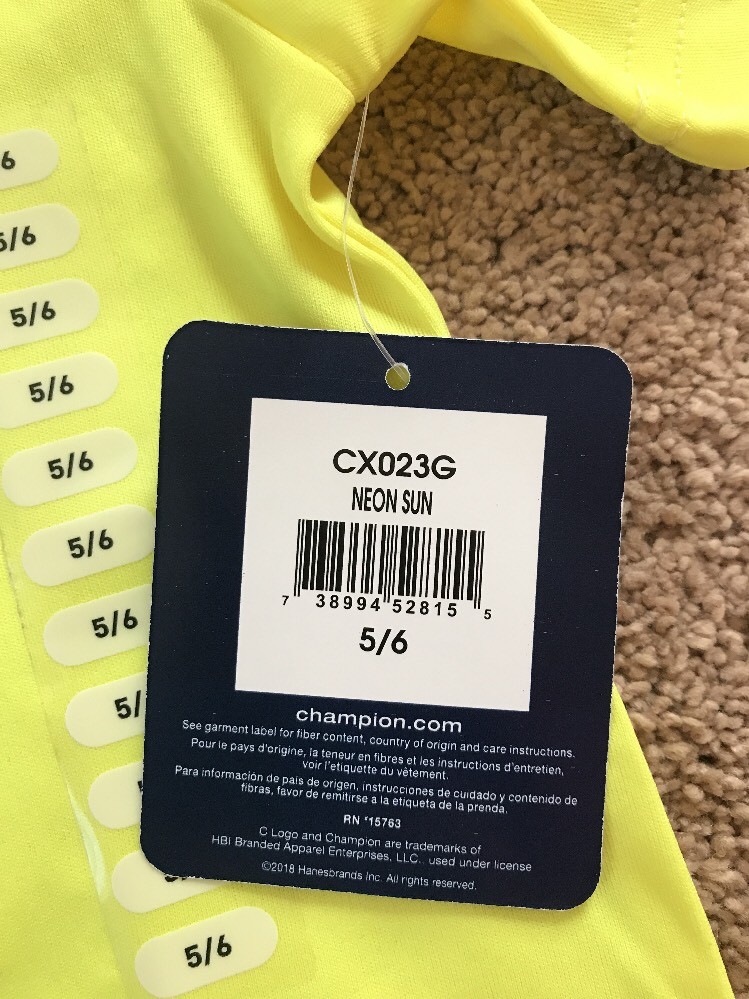 6
5/6
5/6
5/6
5/6
5/6
5/6
5/
5/6
CX023G
NEON SUN
7 38994 52815 5
5/6
champion.com
See garment label for fiber content, country of origin and care instructions.
Pour le pays d'origine, la teneur en fibres et les instructions d'entretien,
voir l'etiquette du vêtement.
Para información de pais de origen, instrucciones de cuidado y contenido de
fibras, favor de remitirse a la etiqueta de la prenda.
RN *15763
C Logo and Champion are trademarks of
HBI Branded Apparel Enterprises, LLC., used under license
©2018 Hanesbrands Inc. All rights reserved.